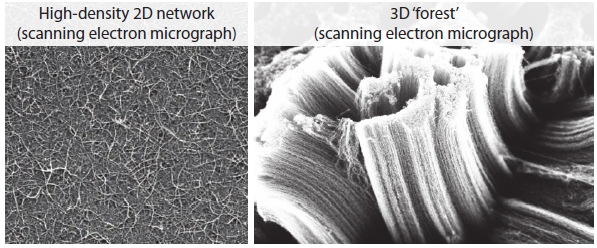 High-density 2D network
(scanning electron micrograph)
3D ‘forest’
(scanning electron micrograph)